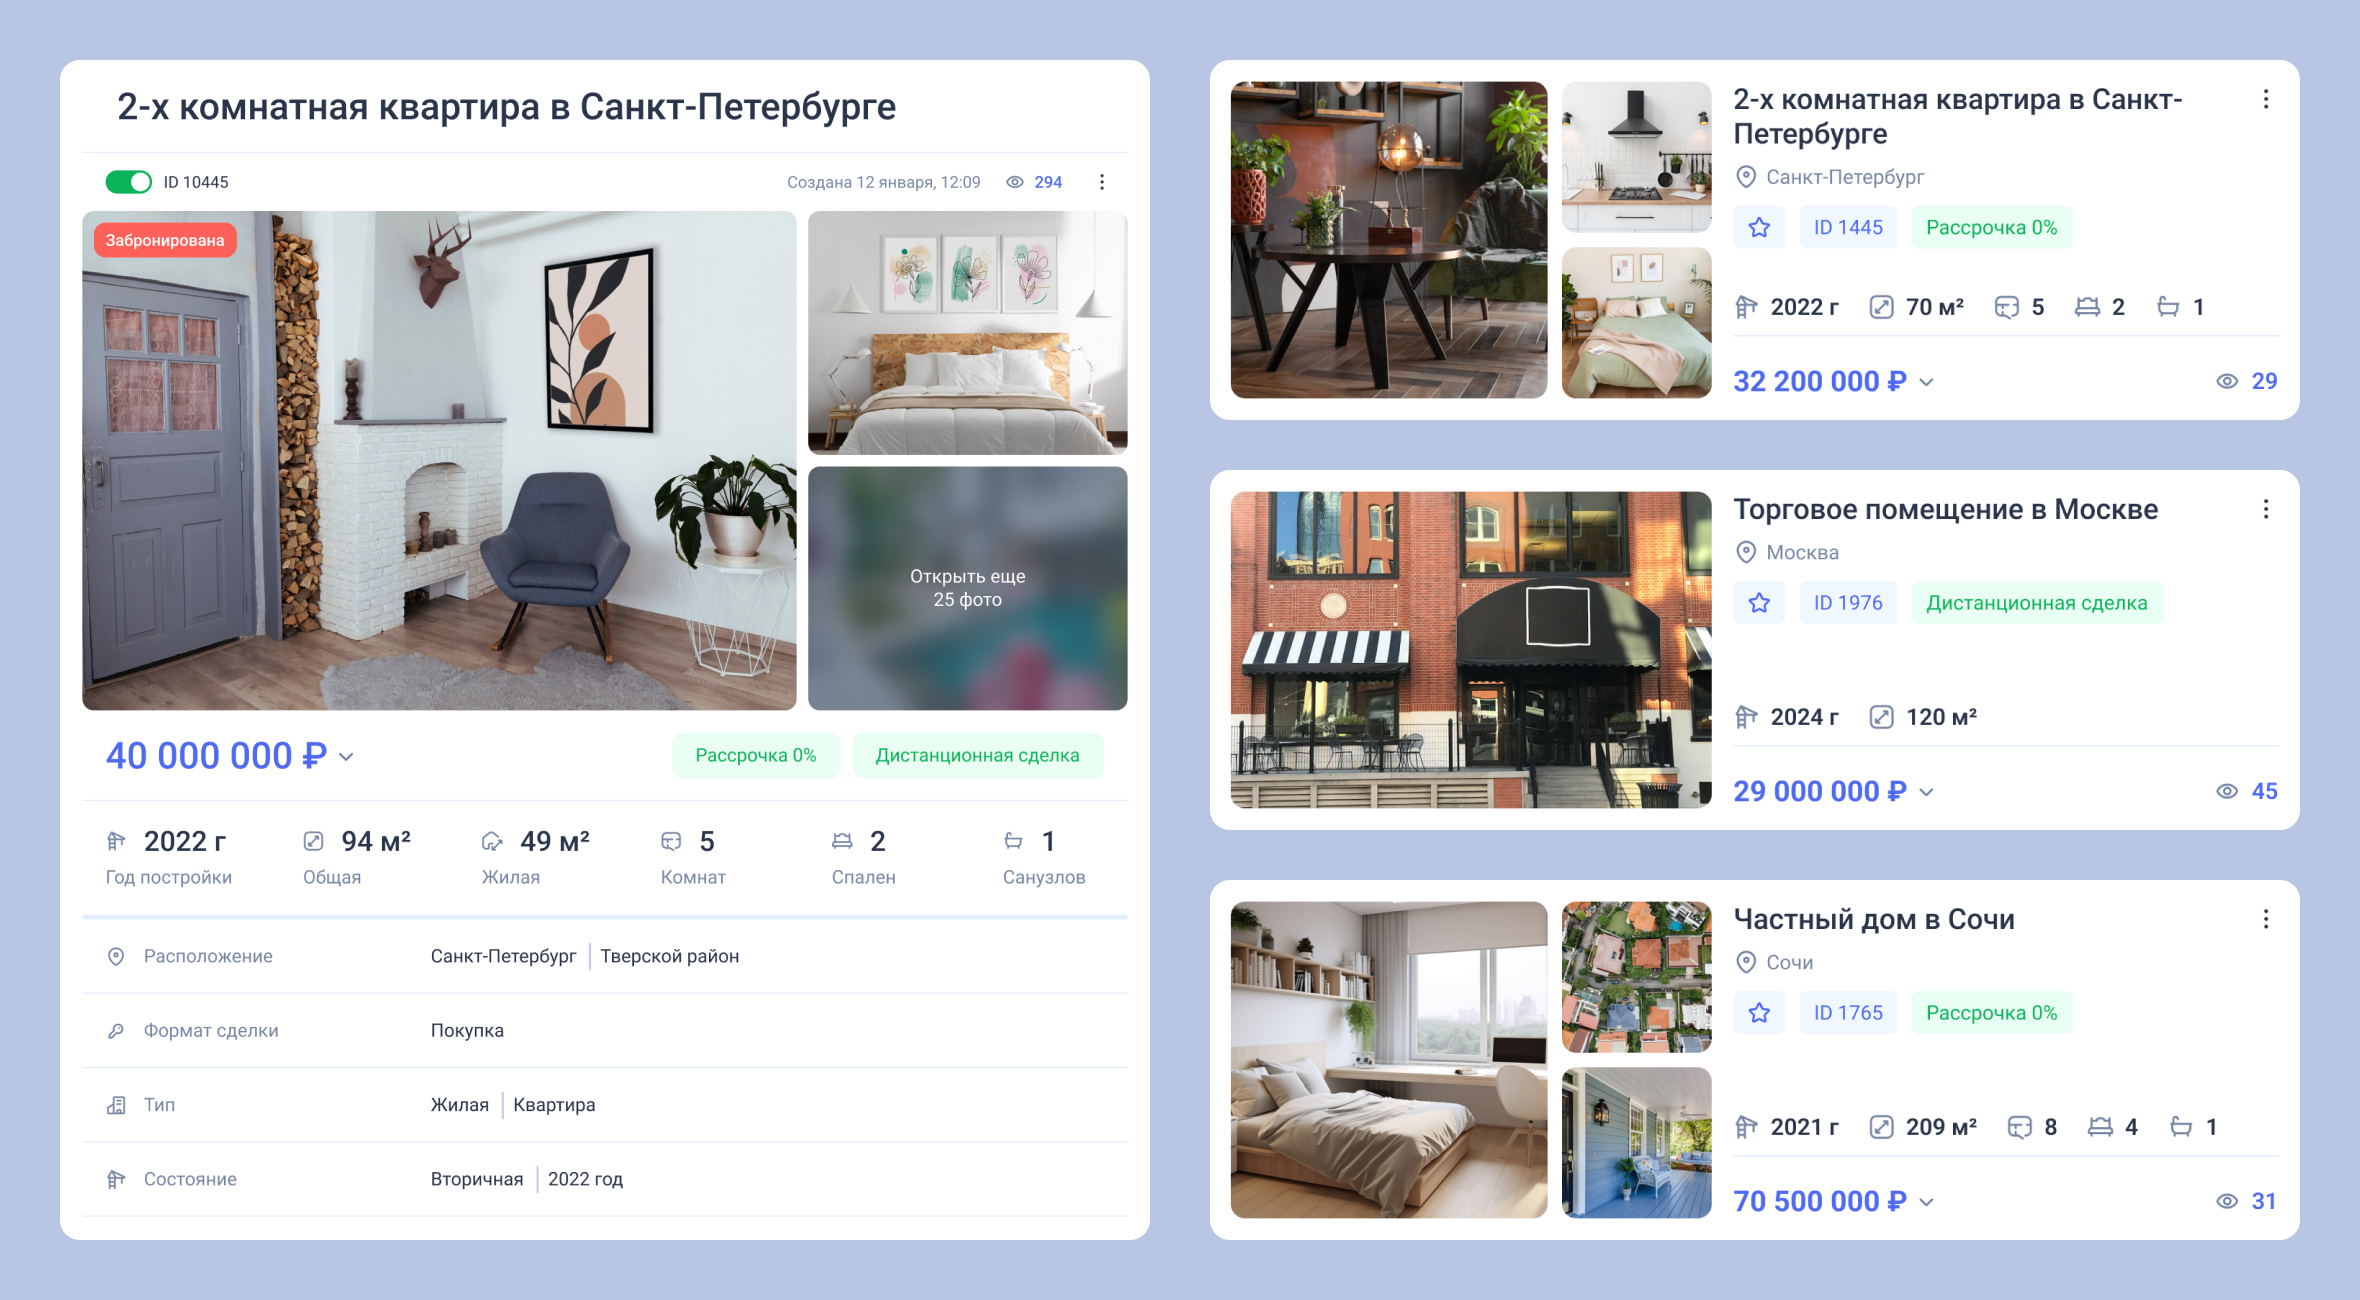 2-х комнатная квартира в Санкт-Петербурге
ID 10445
Создана 12 января, 12:09
294
Забронирована
Открыть еще
25 фото
40 000 000 ₽
Рассрочка 0%
Дистанционная сделка
2022 г
94 м²
49 м²
5
2
1
Год постройки
Общая
Жилая
Комнат
Спален
Санузлов
Расположение
Санкт-Петербург
Тверской район
Формат сделки
Покупка
Тип
Жилая
Квартира
Состояние
Вторичная
2022 год
2-х комнатная квартира в Санкт-
Петербурге
Санкт-Петербург
ID 1445
Рассрочка 0%
2022 г
70 м²
5
2
1
32 200 000 ₽
29
Торговое помещение в Москве
Москва
ID 1976
Дистанционная сделка
2024 г
120 м²
29 000 000 ₽
45
Частный дом в Сочи
Сочи
ID 1765
Рассрочка 0%
2021 г
209 м²
8
4
1
70 500 000 ₽
31